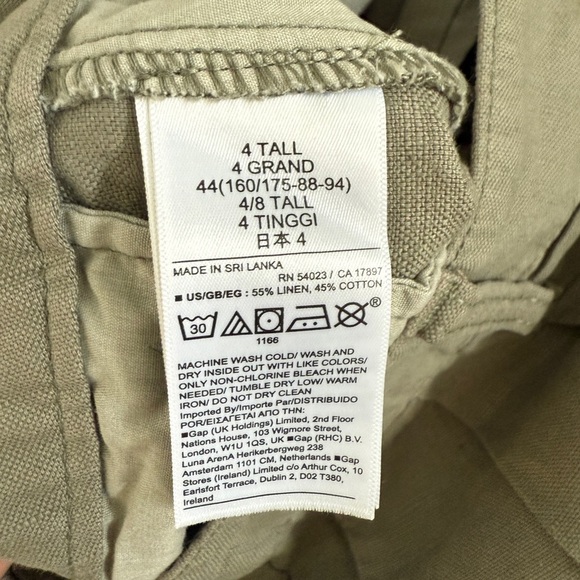 4 TALL
4 GRAND
44(160/175-88-94)
4/8 TALL
4 TINGGI
日本 4
MADE IN SRI LANKA
RN 54023 / CA 17897
■ US/GB/EG : 55% LINEN, 45% COTTON
30
®
1166
MACHINE WASH COLD/ WASH AND
DRY INSIDE OUT WITH LIKE COLORS/
ONLY NON-CHLORINE BLEACH WHEN
NEEDED/ TUMBLE DRY LOW/ WARM
IRON/ DO NOT DRY CLEAN
Imported By/Importe Par/DISTRIBUIDO
POR/ΕΙΣΑΓΕΤΑΙ ΑΠΟ ΤΗΝ:
■Gap (UK Holdings) Limited, 2nd Floor
Nations House, 103 Wigmore Street,
London, W1U 1QS, UK ■Gap (RHC) B.V.
Luna ArenA Herikerbergweg 238
Amsterdam 1101 CM, Netherlands ■Gap
Stores (Ireland) Limited c/o Arthur Cox, 10
Earlsfort Terrace, Dublin 2, D02 T380,
Ireland